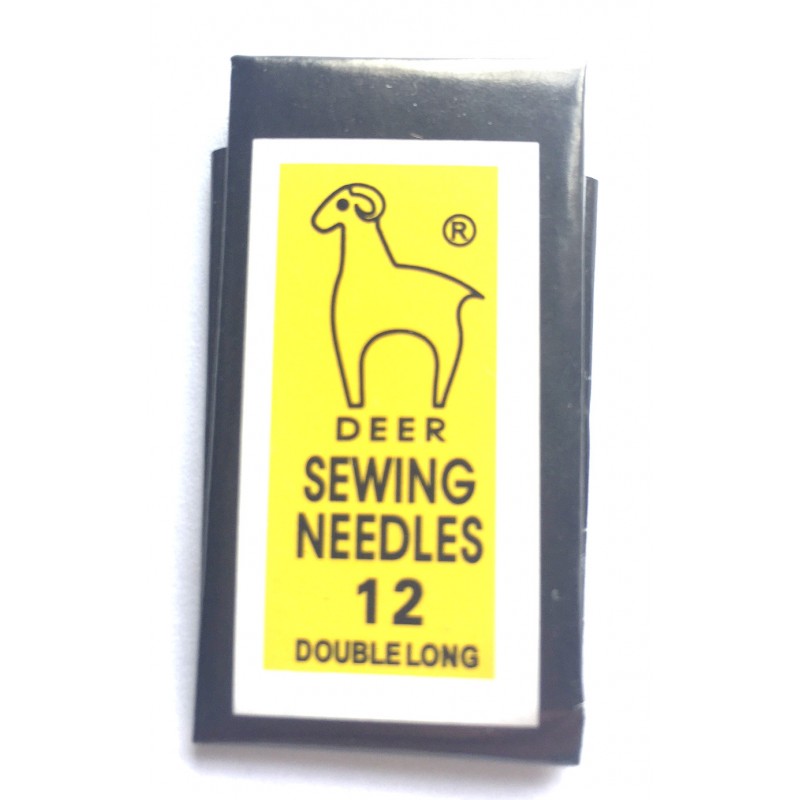 ®
DEER
SEWING
NEEDLES
12
DOUBLE LONG